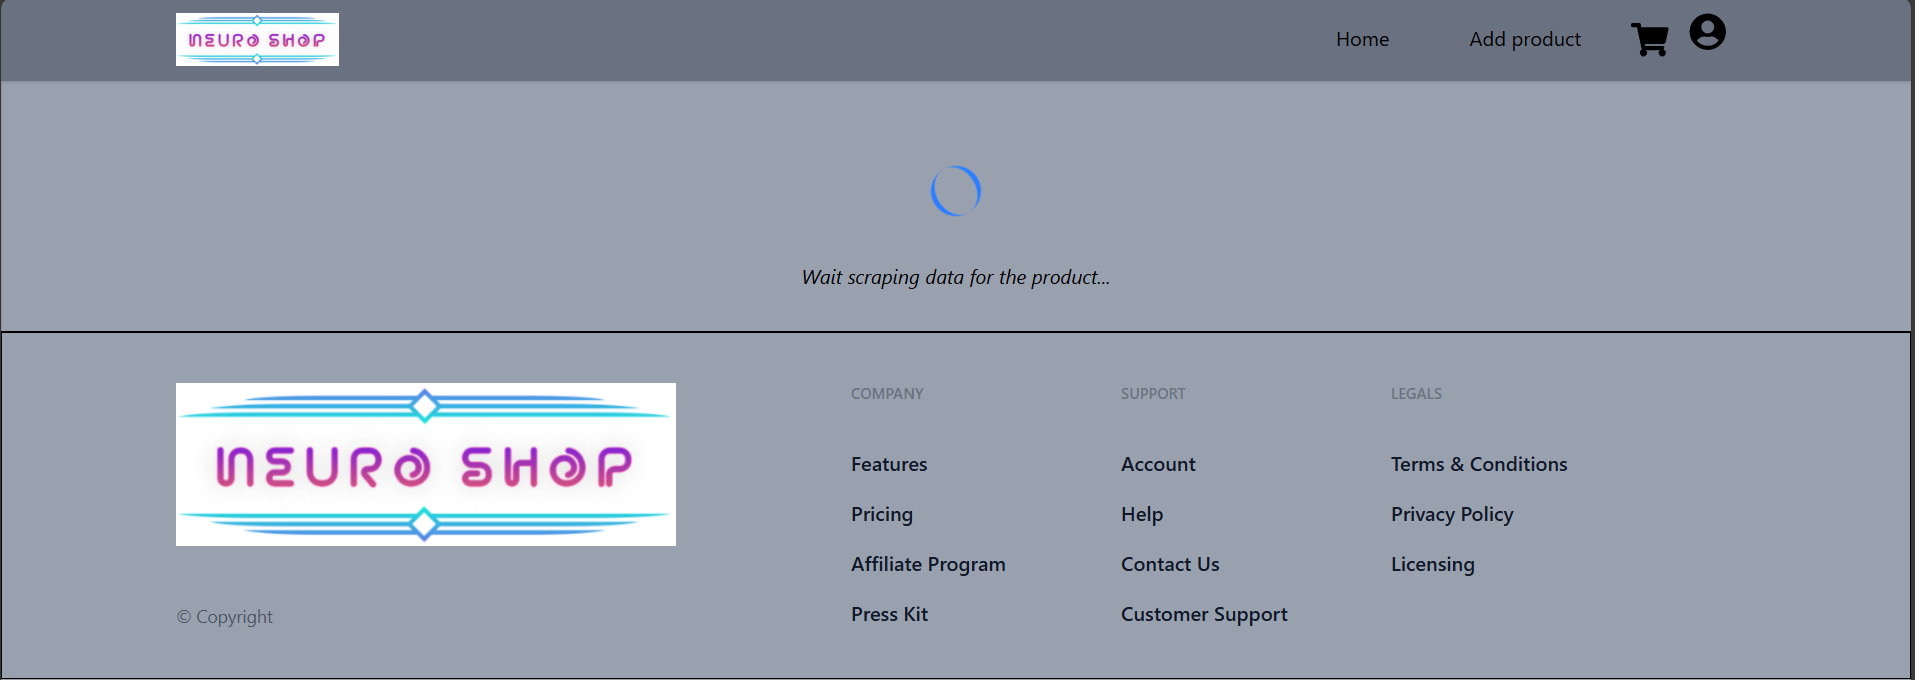 NEURO SHOP
Home
Add product
Wait scraping data for the product...
NEURO SHOP
© Copyright
COMPANY
Features
Pricing
Affiliate Program
Press Kit
SUPPORT
Account
Help
Contact Us
Customer Support
LEGALS
Terms & Conditions
Privacy Policy
Licensing